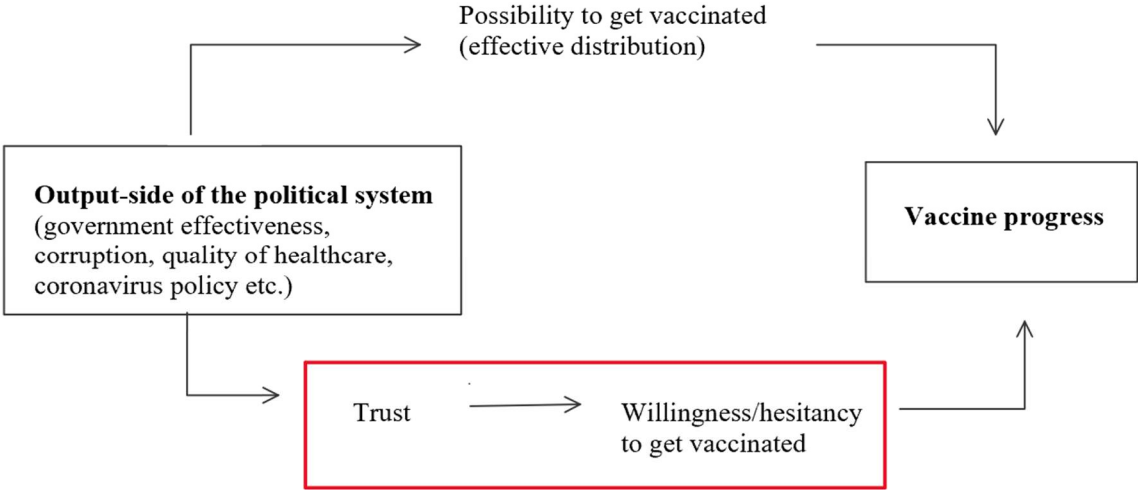 Possibility to get vaccinated
(effective distribution)
Output-side of the political system
(government effectiveness,
corruption, quality of healthcare,
coronavirus policy etc.)
Vaccine progress
Trust
Willingness/hesitancy
to get vaccinated